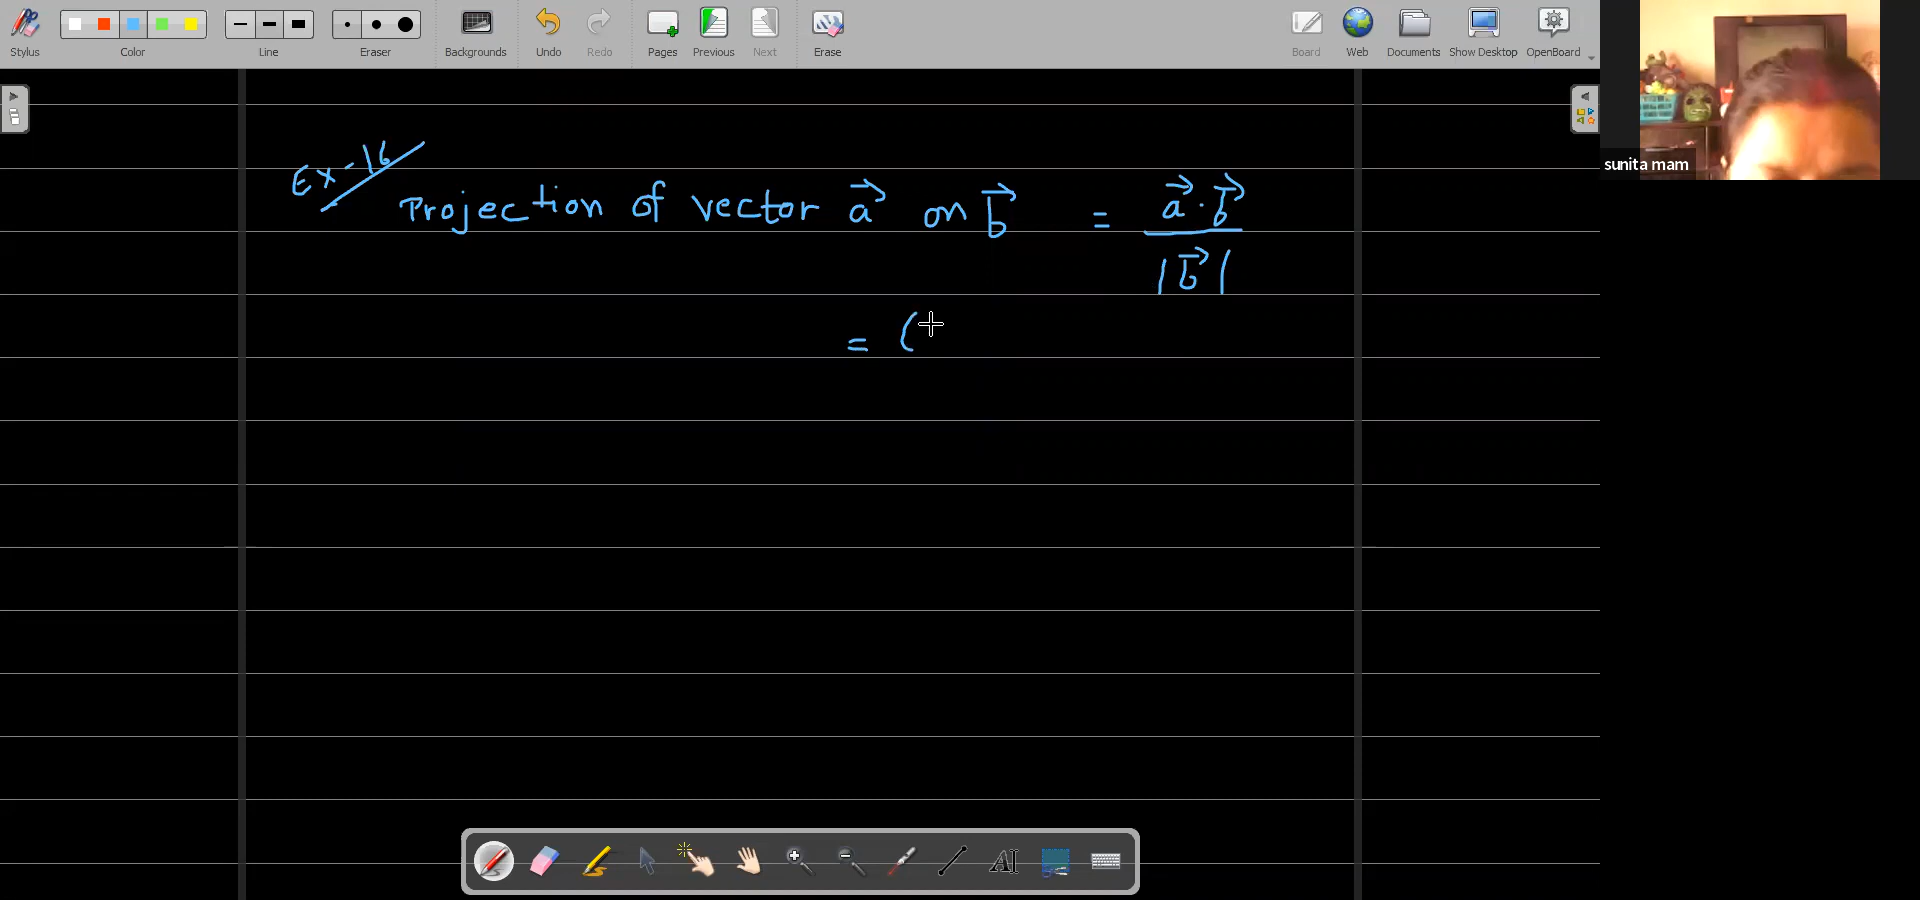 Stylus Color Line Eraser Backgrounds Undo Redo Pages Previous Next Erase Board Web Documents Show Desktop OpenBoard
sunita mam
Ex-16
Projection of vector a⃗ on b⃗ = a⃗ · b⃗ / |b⃗|
= (
AI